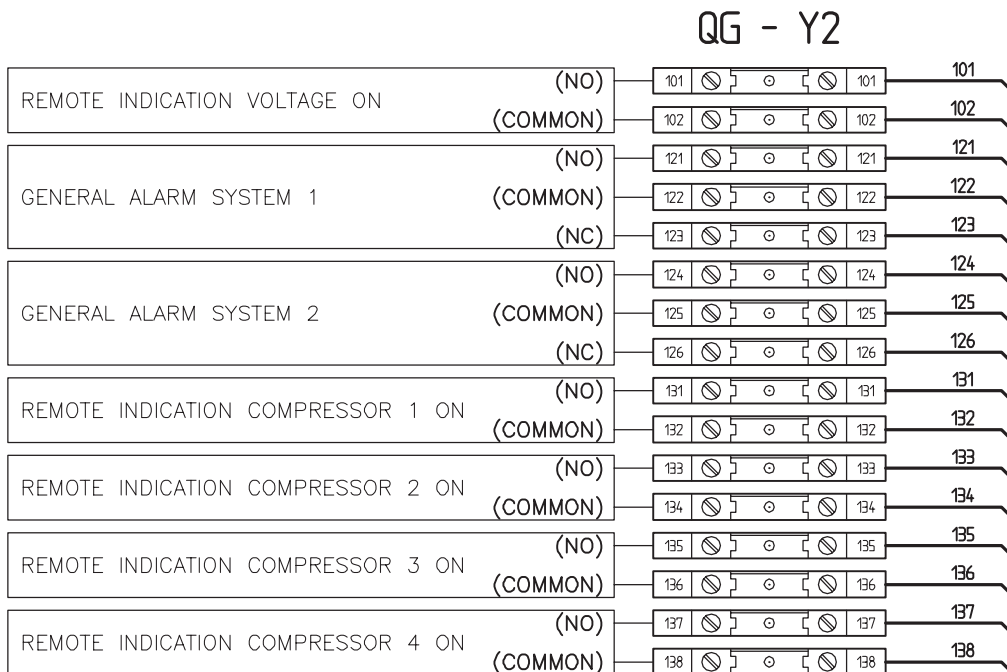 QG - Y2
REMOTE INDICATION VOLTAGE ON (NO) 101 101 101
(COMMON) 102 102 102
GENERAL ALARM SYSTEM 1 (NO) 121 121 121
(COMMON) 122 122 122
(NC) 123 123 123
GENERAL ALARM SYSTEM 2 (NO) 124 124 124
(COMMON) 125 125 125
(NC) 126 126 126
REMOTE INDICATION COMPRESSOR 1 ON (NO) 131 131 131
(COMMON) 132 132 132
REMOTE INDICATION COMPRESSOR 2 ON (NO) 133 133 133
(COMMON) 134 134 134
REMOTE INDICATION COMPRESSOR 3 ON (NO) 135 135 135
(COMMON) 136 136 136
REMOTE INDICATION COMPRESSOR 4 ON (NO) 137 137 137
(COMMON) 138 138 138